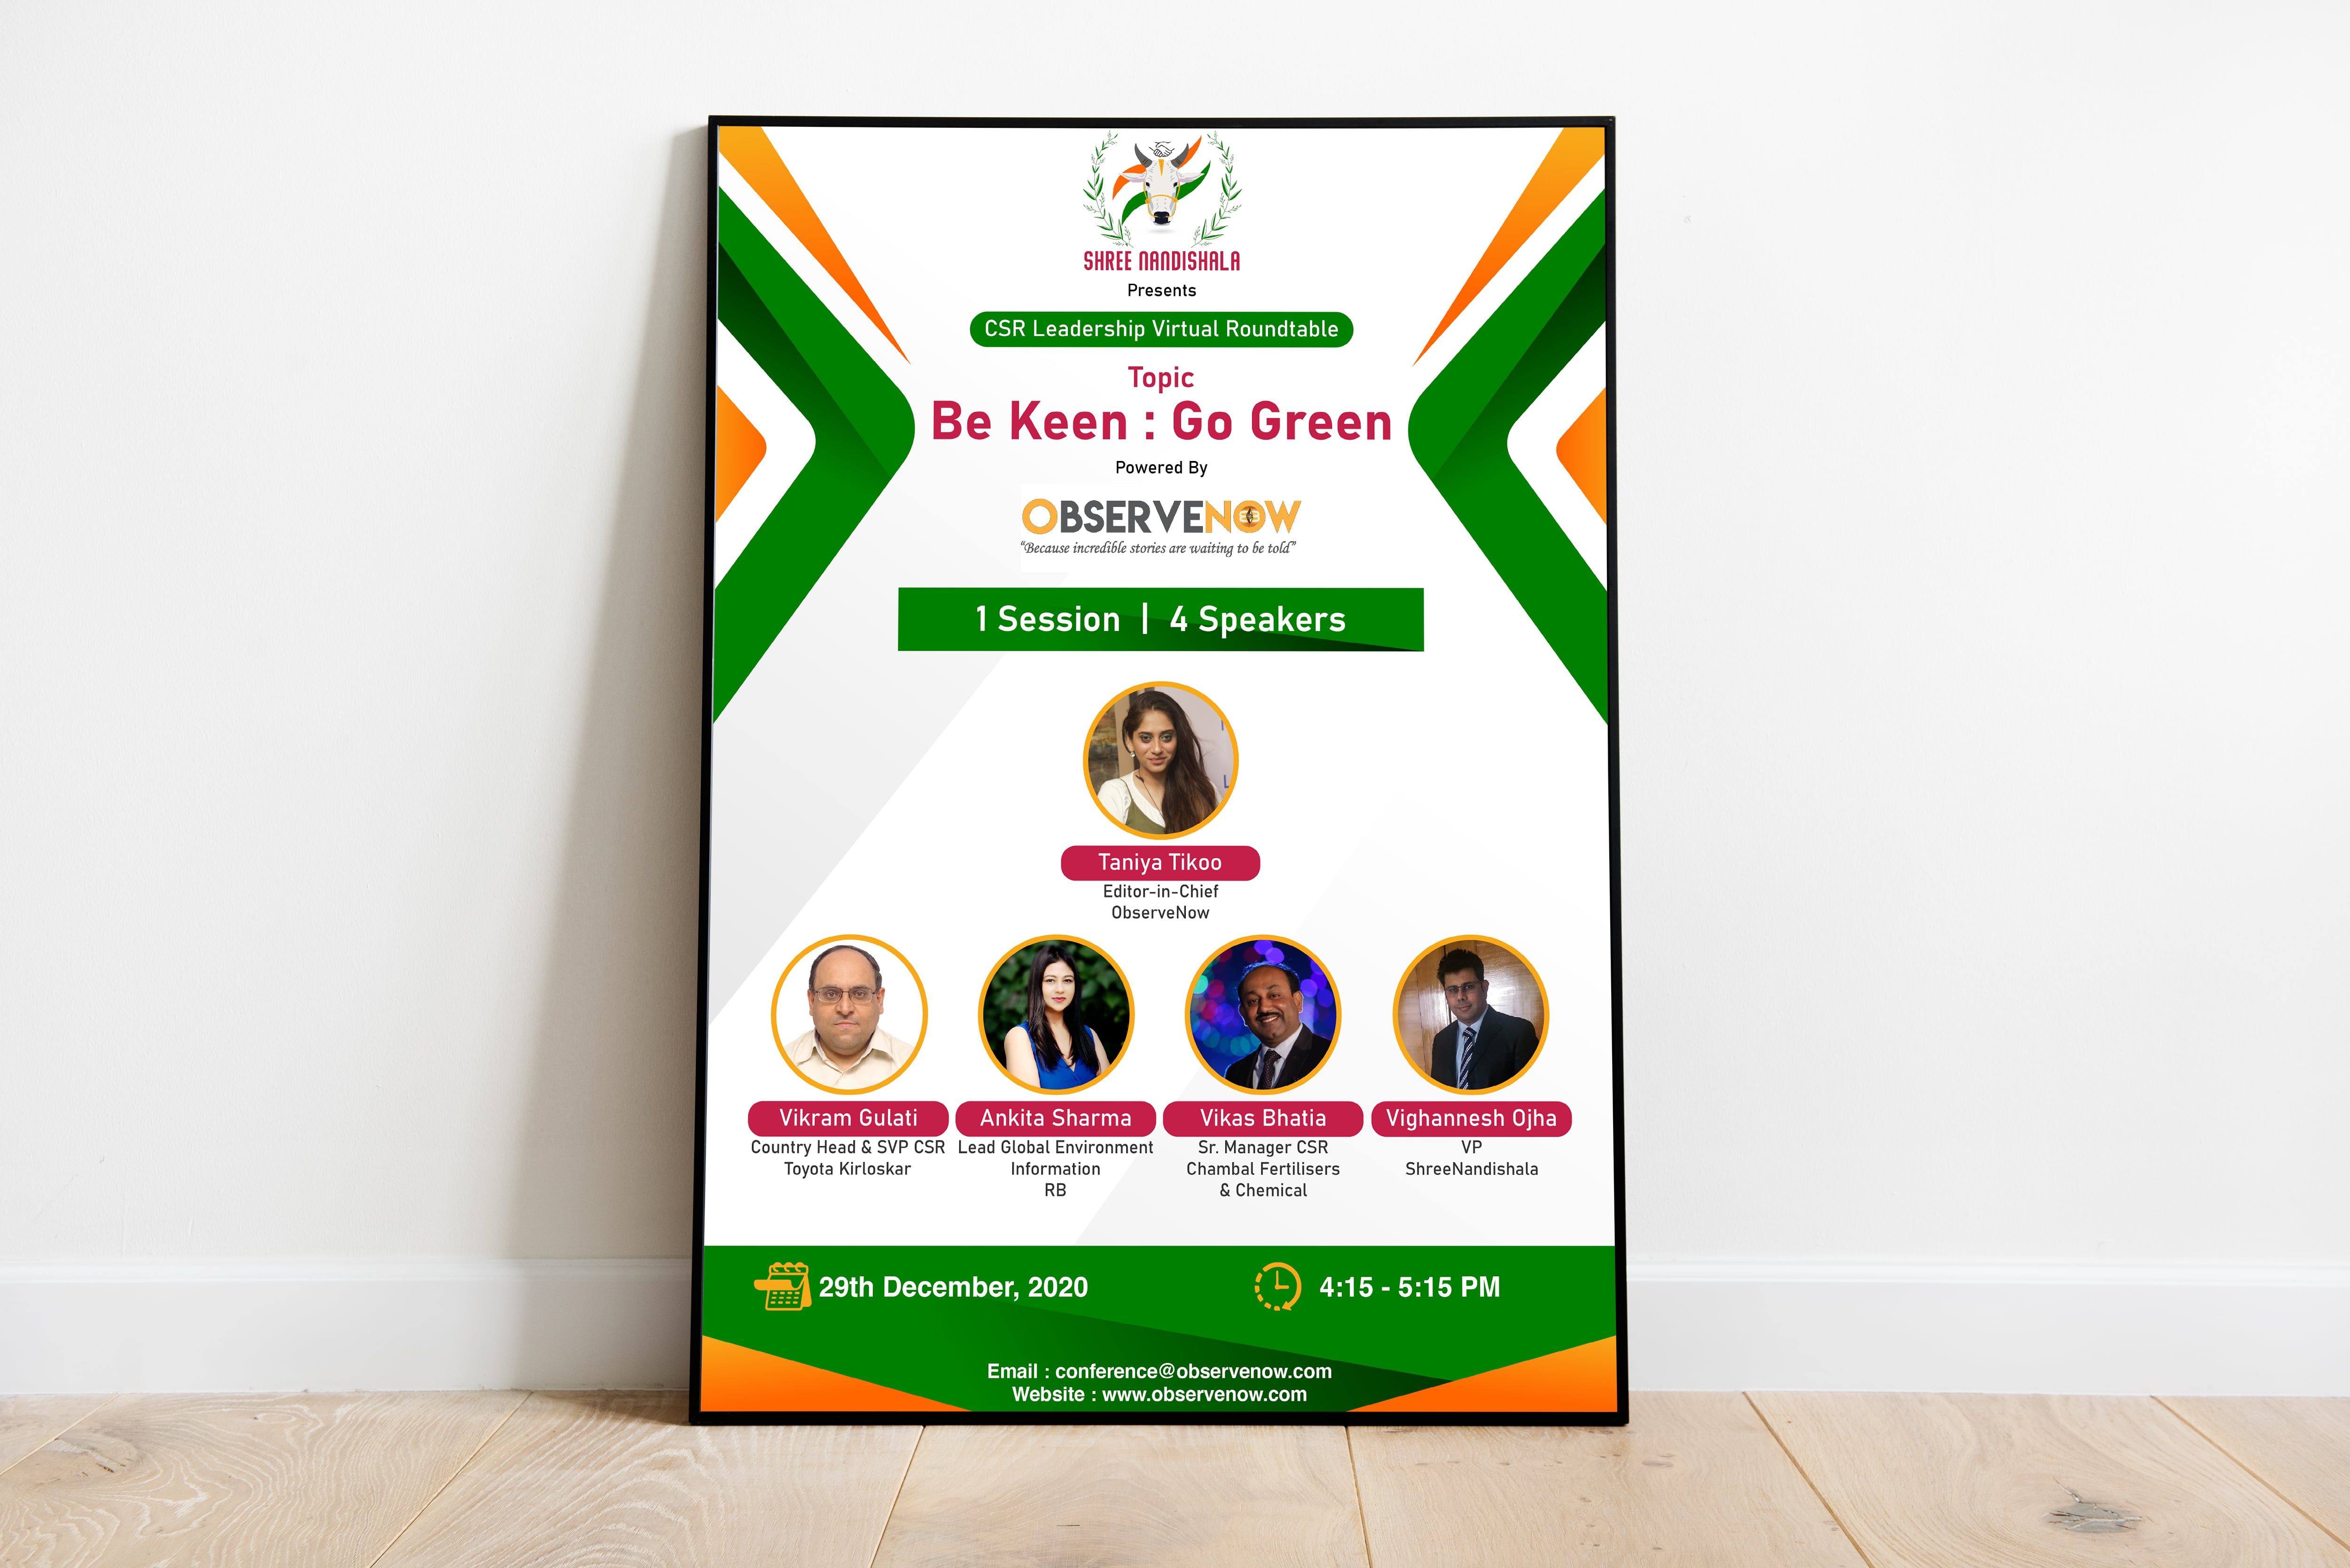 SHREE NANDISHALA
Presents
CSR Leadership Virtual Roundtable
Topic
Be Keen : Go Green
Powered By
OBSERVENOW
“Because incredible stories are waiting to be told”
1 Session | 4 Speakers
Taniya Tikoo
Editor-in-Chief
ObserveNow
Vikram Gulati
Country Head & SVP CSR
Toyota Kirloskar
Ankita Sharma
Lead Global Environment
Information
RB
Vikas Bhatia
Sr. Manager CSR
Chambal Fertilisers
& Chemical
Vighannesh Ojha
VP
ShreeNandishala
29th December, 2020
4:15 - 5:15 PM
Email : conference@observenow.com
Website : www.observenow.com